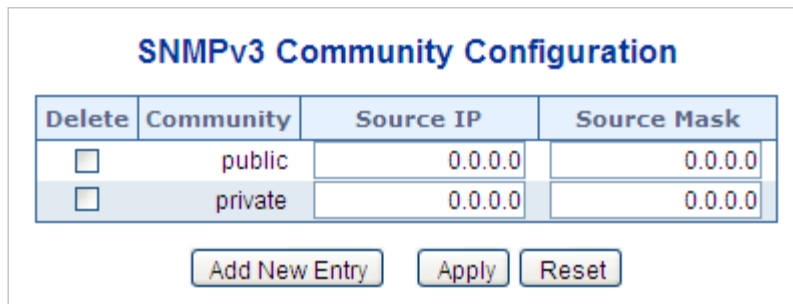 SNMPv3 Community Configuration
Delete Community Source IP Source Mask
public 0.0.0.0 0.0.0.0
private 0.0.0.0 0.0.0.0
Add New Entry Apply Reset